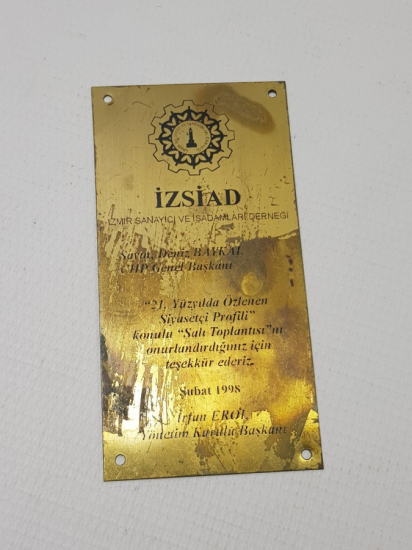 İZSİAD
İZMİR SANAYİCİ VE İŞADAMLARI DERNEĞİ
Sayın, Deniz BAYKAL
CHP Genel Başkanı
"21. Yüzyılda Özlenen
Siyasetçi Profili"
konulu "Salı Toplantısı"nı
onurlandırdığınız için
teşekkür ederiz.
Şubat 1998
İrfan EROL
Yönetim Kurulu Başkanı